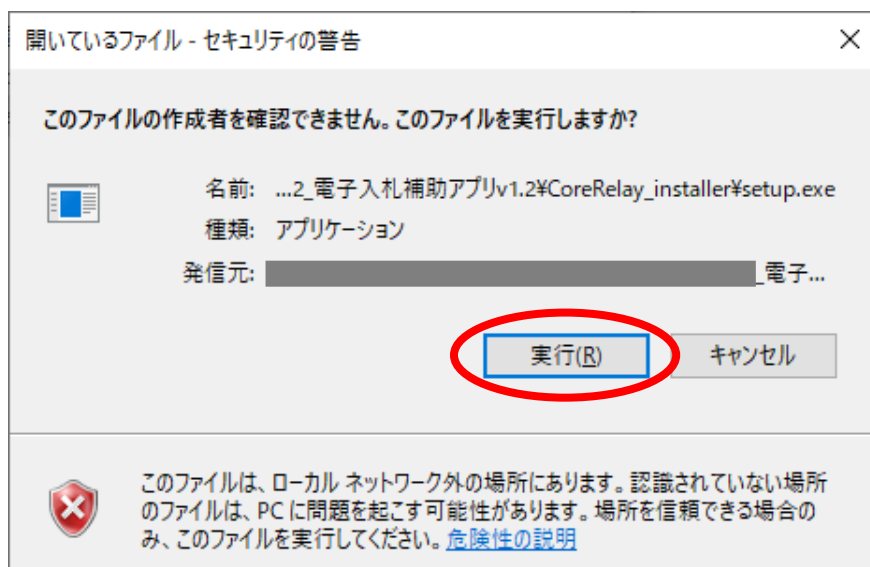 開いているファイル - セキュリティの警告
このファイルの作成者を確認できません。このファイルを実行しますか?
名前: ...2_電子入札補助アプリv1.2¥CoreRelay_installer¥setup.exe
種類: アプリケーション
発信元: _電子...
実行(R) キャンセル
このファイルは、ローカル ネットワーク外の場所にあります。認識されていない場所
のファイルは、PC に問題を起こす可能性があります。場所を信頼できる場合の
み、このファイルを実行してください。危険性の説明